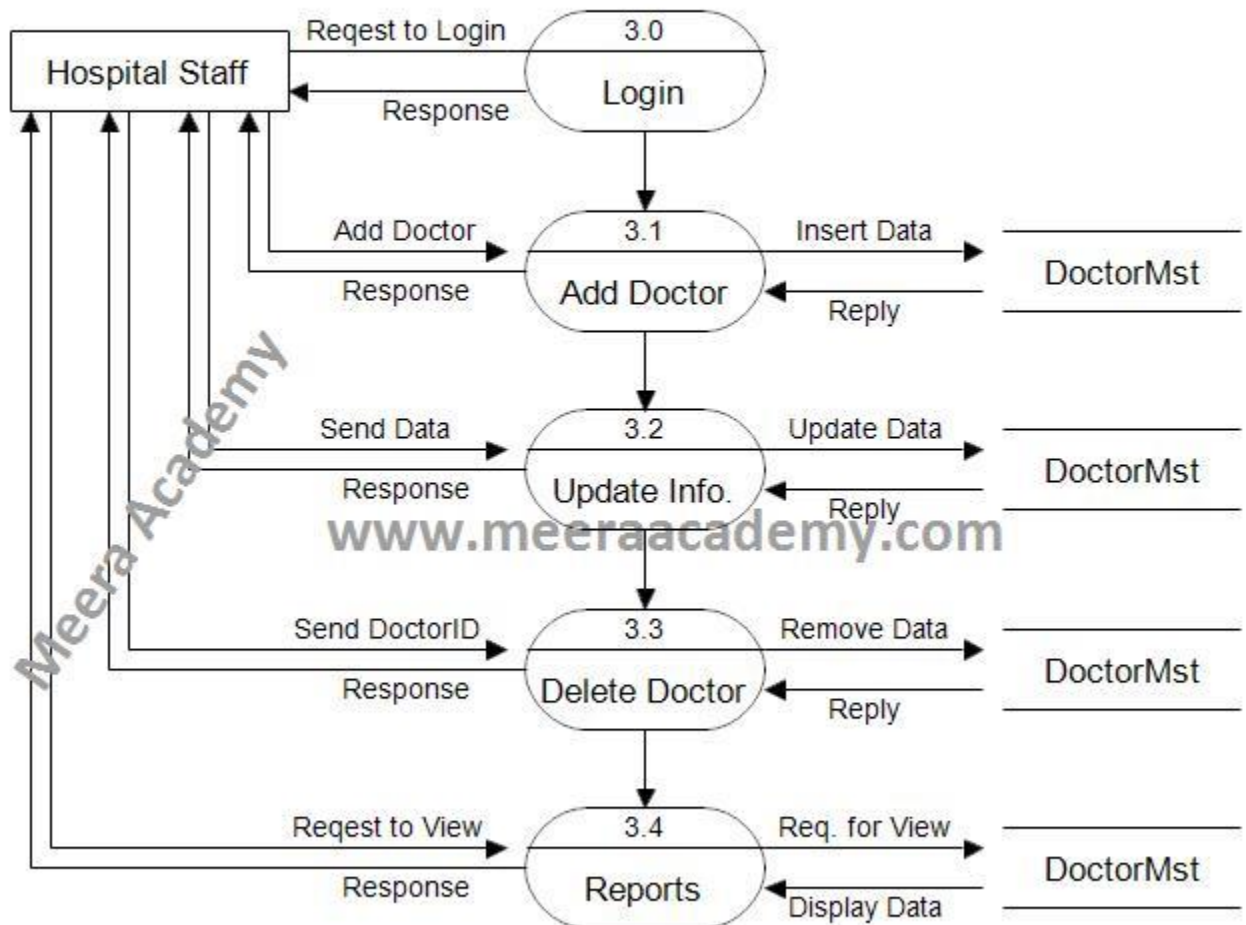 Reqest to Login
3.0
Hospital Staff
Login
Response
Add Doctor
3.1
Insert Data
DoctorMst
Add Doctor
Response
Reply
Meera Academy
Send Data
3.2
Update Data
DoctorMst
Update Info.
Response
Reply
www.meeraacademy.com
Send DoctorID
3.3
Remove Data
DoctorMst
Delete Doctor
Response
Reply
Reqest to View
3.4
Req. for View
DoctorMst
Reports
Response
Display Data